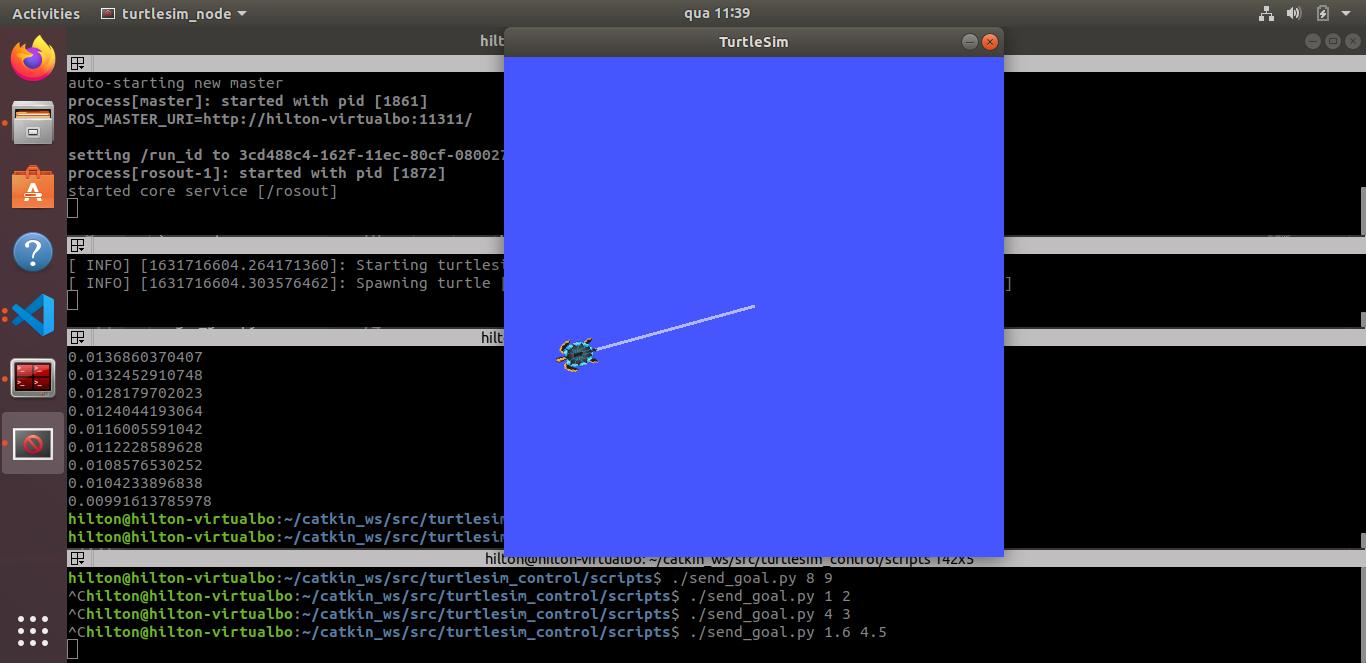 Activities
turtlesim_node
qua 11:39
hilt
TurtleSim
auto-starting new master
process[master]: started with pid [1861]
ROS_MASTER_URI=http://hilton-virtualbo:11311/
setting /run_id to 3cd488c4-162f-11ec-80cf-080027
process[rosout-1]: started with pid [1872]
started core service [/rosout]
[ INFO] [1631716604.264171360]: Starting turtlesi
[ INFO] [1631716604.303576462]: Spawning turtle [ ]
hilt
0.0136860370407
0.0132452910748
0.0128179702023
0.0124044193064
0.0116005591042
0.0112228589628
0.0108576530252
0.0104233896838
0.00991613785978
hilton@hilton-virtualbo:~/catkin_ws/src/turtlesim
hilton@hilton-virtualbo:~/catkin_ws/src/turtlesim
hilton@hilton-virtualbo: ~/catkin_ws/src/turtlesim_control/scripts 142x5
hilton@hilton-virtualbo:~/catkin_ws/src/turtlesim_control/scripts$ ./send_goal.py 8 9
^Chilton@hilton-virtualbo:~/catkin_ws/src/turtlesim_control/scripts$ ./send_goal.py 1 2
^Chilton@hilton-virtualbo:~/catkin_ws/src/turtlesim_control/scripts$ ./send_goal.py 4 3
^Chilton@hilton-virtualbo:~/catkin_ws/src/turtlesim_control/scripts$ ./send_goal.py 1.6 4.5